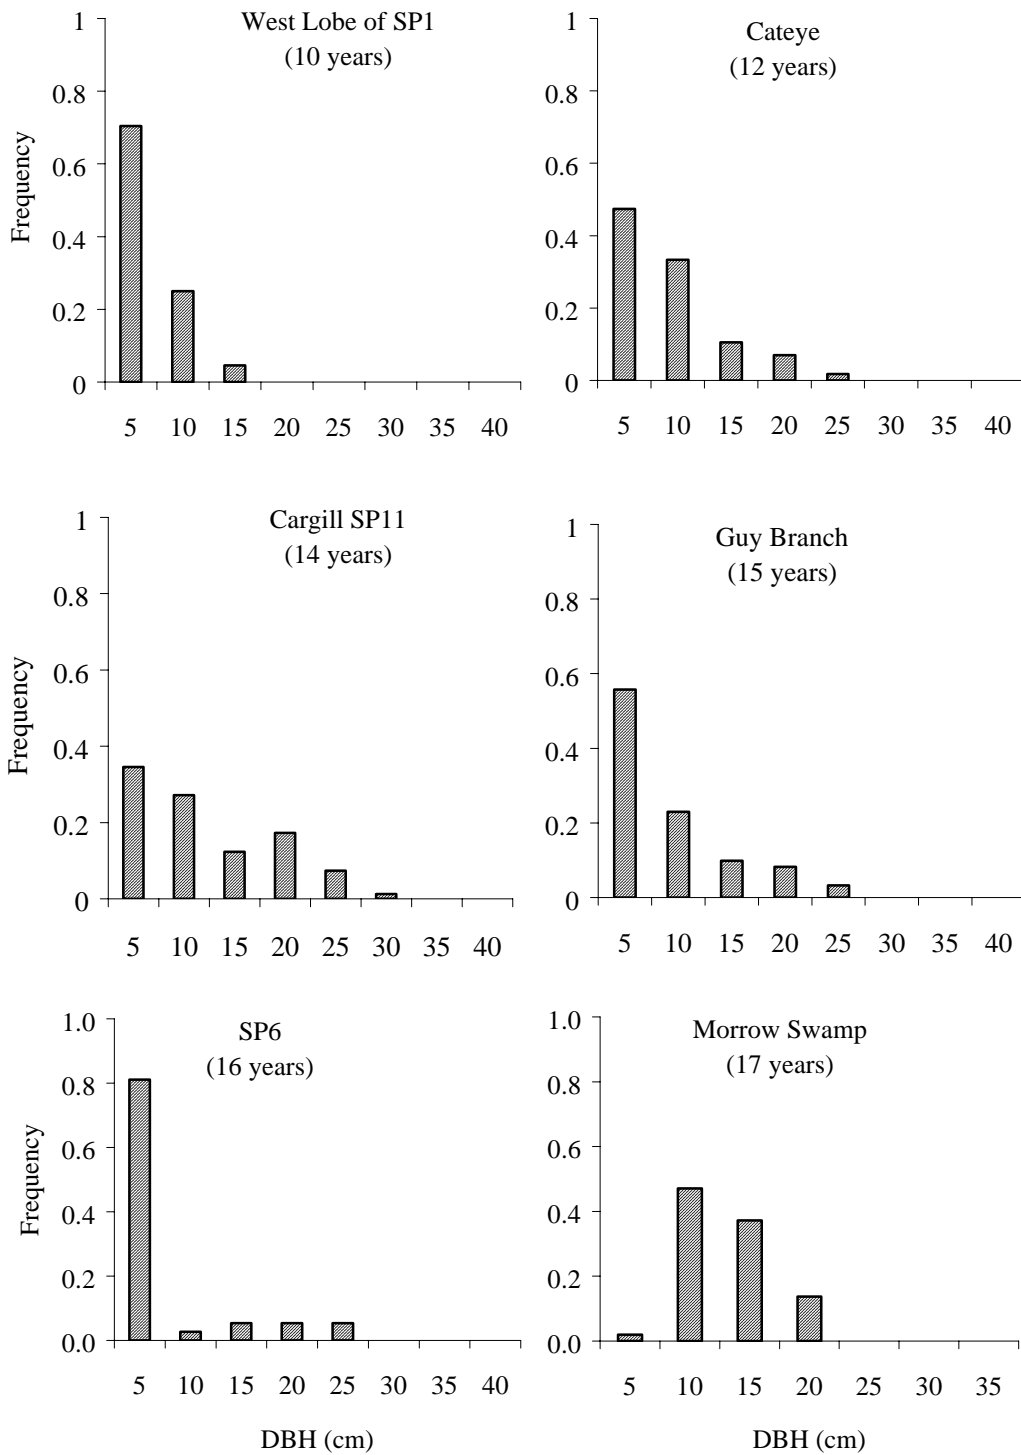 West Lobe of SP1
(10 years)
1
0.8
0.6
0.4
0.2
0
Frequency
5 10 15 20 25 30 35 40
Cateye
(12 years)
1
0.8
0.6
0.4
0.2
0
5 10 15 20 25 30 35 40
Cargill SP11
(14 years)
1
0.8
0.6
0.4
0.2
0
Frequency
5 10 15 20 25 30 35 40
Guy Branch
(15 years)
1
0.8
0.6
0.4
0.2
0
5 10 15 20 25 30 35 40
SP6
(16 years)
1.0
0.8
0.6
0.4
0.2
0.0
Frequency
5 10 15 20 25 30 35 40
DBH (cm)
Morrow Swamp
(17 years)
1.0
0.8
0.6
0.4
0.2
0.0
5 10 15 20 25 30 35
DBH (cm)